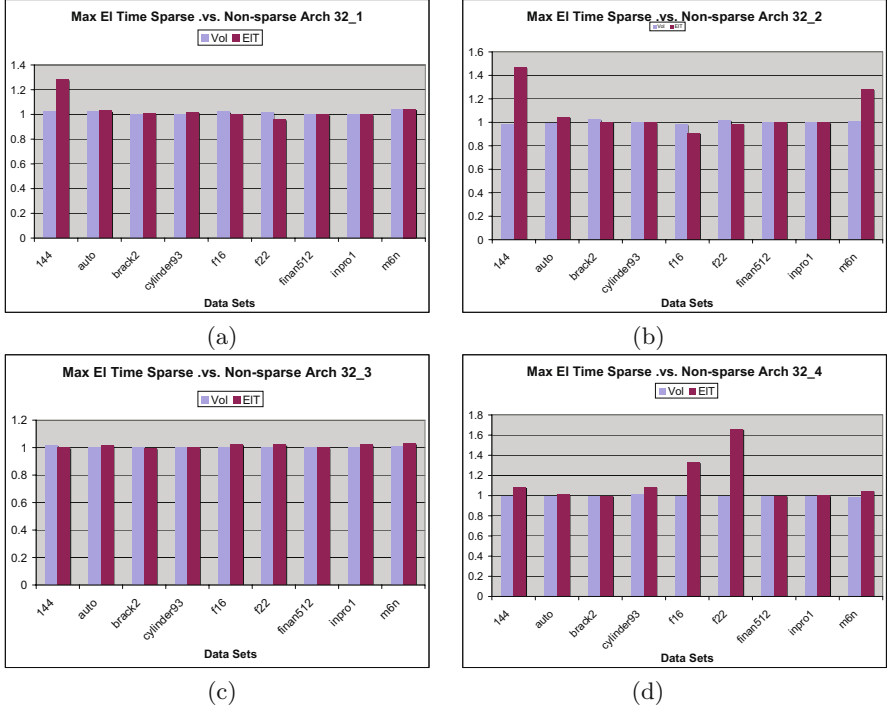 Max El Time Sparse .vs. Non-sparse Arch 32_1
Vol ElT
1.4
1.2
1
0.8
0.6
0.4
0.2
0
144
auto
brack2
cylinder93
f16
f22
finan512
inpro1
m6n
Data Sets
(a)
Max El Time Sparse .vs. Non-sparse Arch 32_2
Vol ElT
1.6
1.4
1.2
1
0.8
0.6
0.4
0.2
0
144
auto
brack2
cylinder93
f16
f22
finan512
inpro1
m6n
Data Sets
(b)
Max El Time Sparse .vs. Non-sparse Arch 32_3
Vol ElT
1.2
1
0.8
0.6
0.4
0.2
0
144
auto
brack2
cylinder93
f16
f22
finan512
inpro1
m6n
Data Sets
(c)
Max El Time Sparse .vs. Non-sparse Arch 32_4
Vol ElT
1.8
1.6
1.4
1.2
1
0.8
0.6
0.4
0.2
0
144
auto
brack2
cylinder93
f16
f22
finan512
inpro1
m6n
Data Sets
(d)